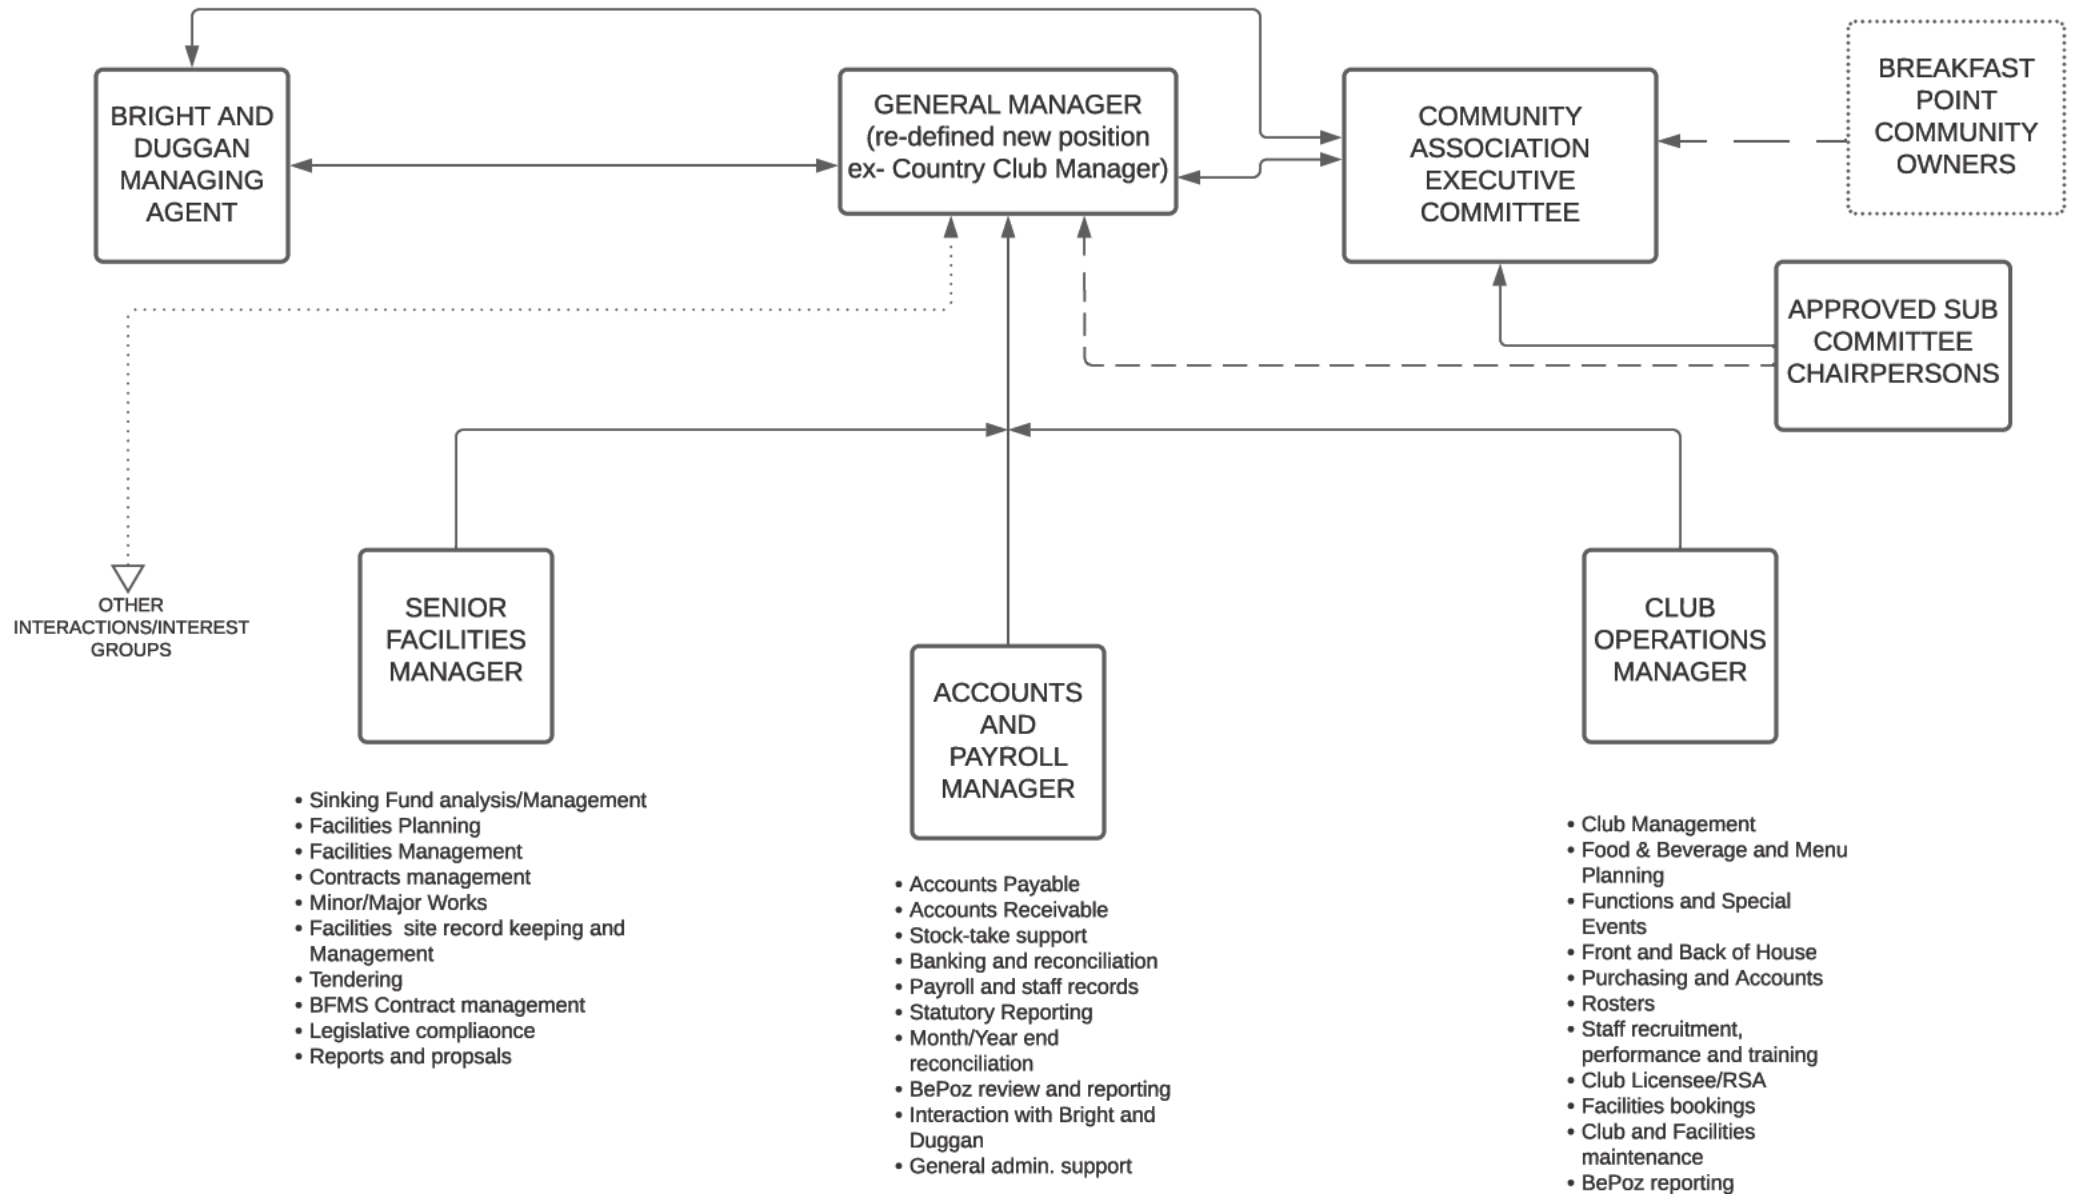 BRIGHT AND
DUGGAN
MANAGING
AGENT
GENERAL MANAGER
(re-defined new position
ex- Country Club Manager)
COMMUNITY
ASSOCIATION
EXECUTIVE
COMMITTEE
BREAKFAST
POINT
COMMUNITY
OWNERS
APPROVED SUB
COMMITTEE
CHAIRPERSONS
OTHER
INTERACTIONS/INTEREST
GROUPS
SENIOR
FACILITIES
MANAGER
• Sinking Fund analysis/Management
• Facilities Planning
• Facilities Management
• Contracts management
• Minor/Major Works
• Facilities  site record keeping and
Management
• Tendering
• BFMS Contract management
• Legislative compliaonce
• Reports and propsals
ACCOUNTS
AND
PAYROLL
MANAGER
• Accounts Payable
• Accounts Receivable
• Stock-take support
• Banking and reconciliation
• Payroll and staff records
• Statutory Reporting
• Month/Year end
reconciliation
• BePoz review and reporting
• Interaction with Bright and
Duggan
• General admin. support
CLUB
OPERATIONS
MANAGER
• Club Management
• Food & Beverage and Menu
Planning
• Functions and Special
Events
• Front and Back of House
• Purchasing and Accounts
• Rosters
• Staff recruitment,
performance and training
• Club Licensee/RSA
• Facilities bookings
• Club and Facilities
maintenance
• BePoz reporting